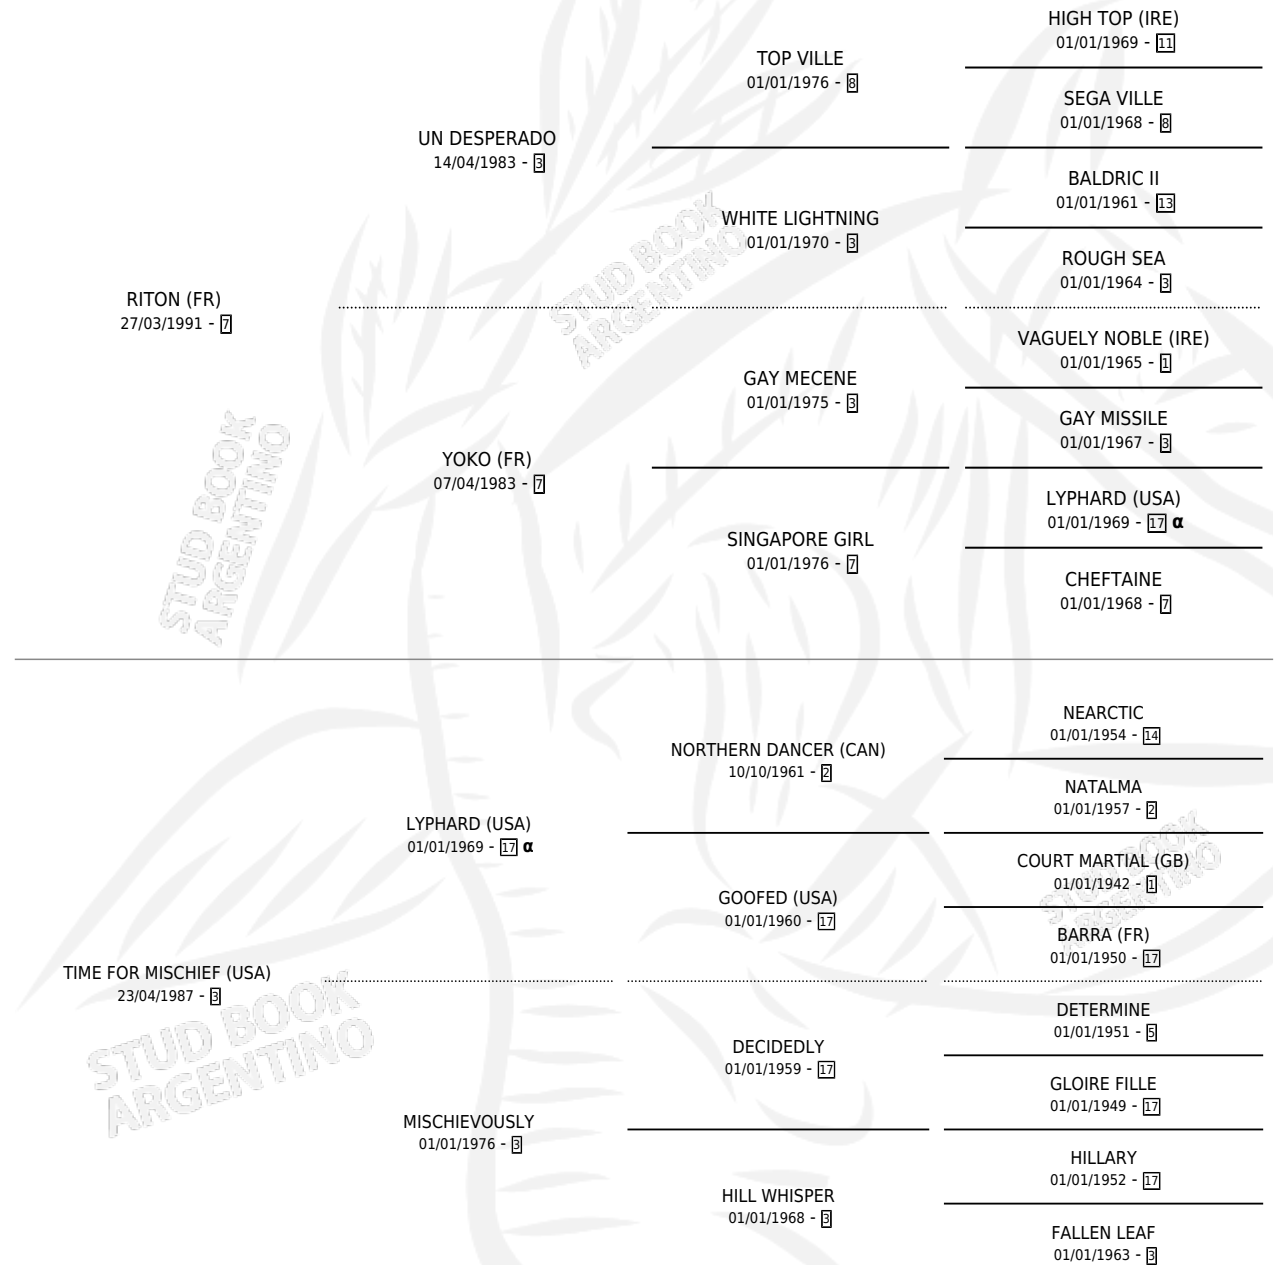 HIGH TOP (IRE)
01/01/1969 - 11
TOP VILLE
01/01/1976 - 8
SEGA VILLE
01/01/1968 - 8
UN DESPERADO
14/04/1983 - 3
BALDRIC II
01/01/1961 - 13
WHITE LIGHTNING
01/01/1970 - 3
ROUGH SEA
01/01/1964 - 3
STUD BOOK
ARGENTINO
RITON (FR)
27/03/1991 - 7
VAGUELY NOBLE (IRE)
01/01/1965 - 1
GAY MECENE
01/01/1975 - 3
GAY MISSILE
01/01/1967 - 3
YOKO (FR)
07/04/1983 - 7
LYPHARD (USA)
01/01/1969 - 17 α
SINGAPORE GIRL
01/01/1976 - 7
CHEFTAINE
01/01/1968 - 7
STUD BOOK
ARGENTINO
NEARCTIC
01/01/1954 - 14
NORTHERN DANCER (CAN)
10/10/1961 - 2
NATALMA
01/01/1957 - 2
LYPHARD (USA)
01/01/1969 - 17 α
COURT MARTIAL (GB)
01/01/1942 - 1
GOOFED (USA)
01/01/1960 - 17
BARRA (FR)
01/01/1950 - 17
STUD BOOK
ARGENTINO
TIME FOR MISCHIEF (USA)
23/04/1987 - 3
DETERMINE
01/01/1951 - 5
DECIDEDLY
01/01/1959 - 17
GLOIRE FILLE
01/01/1949 - 17
MISCHIEVOUSLY
01/01/1976 - 3
HILLARY
01/01/1952 - 17
HILL WHISPER
01/01/1968 - 3
FALLEN LEAF
01/01/1963 - 3
STUD BOOK
ARGENTINO